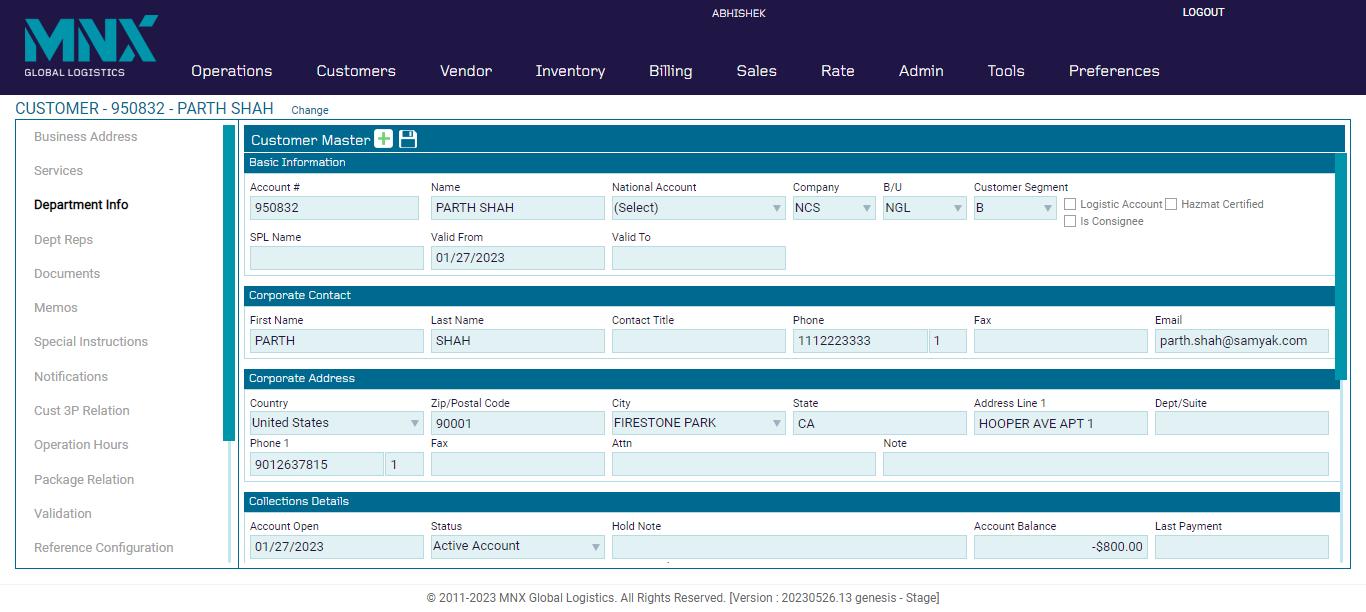 ABHISHEK LOGOUT
MNX
GLOBAL LOGISTICS
Operations Customers Vendor Inventory Billing Sales Rate Admin Tools Preferences
CUSTOMER - 950832 - PARTH SHAH Change
Business Address
Services
Department Info
Dept Reps
Documents
Memos
Special Instructions
Notifications
Cust 3P Relation
Operation Hours
Package Relation
Validation
Reference Configuration
Customer Master
Basic Information
Account # Name National Account Company B/U Customer Segment
950832 PARTH SHAH (Select) NCS NGL B Logistic Account Hazmat Certified
Is Consignee
SPL Name Valid From Valid To
01/27/2023
Corporate Contact
First Name Last Name Contact Title Phone Fax Email
PARTH SHAH 1112223333 1 parth.shah@samyak.com
Corporate Address
Country Zip/Postal Code City State Address Line 1 Dept/Suite
United States 90001 FIRESTONE PARK CA HOOPER AVE APT 1
Phone 1 Fax Attn Note
9012637815 1
Collections Details
Account Open Status Hold Note Account Balance Last Payment
01/27/2023 Active Account -$800.00
© 2011-2023 MNX Global Logistics. All Rights Reserved. [Version : 20230526.13 genesis - Stage]